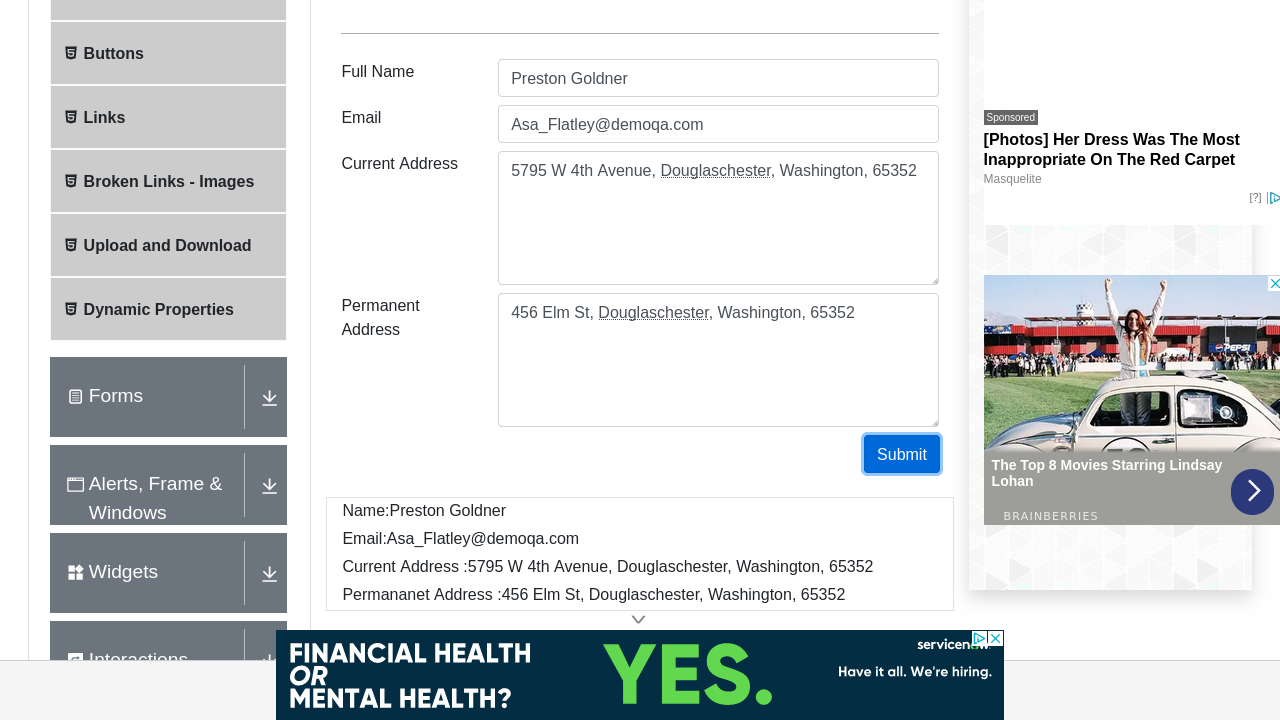 Buttons
Links
Broken Links - Images
Upload and Download
Dynamic Properties
Forms
Alerts, Frame &
Windows
Widgets
Interactions
Full Name
Preston Goldner
Email
Asa_Flatley@demoqa.com
Current Address
5795 W 4th Avenue, Douglaschester, Washington, 65352
Permanent
Address
456 Elm St, Douglaschester, Washington, 65352
Submit
Name:Preston Goldner
Email:Asa_Flatley@demoqa.com
Current Address :5795 W 4th Avenue, Douglaschester, Washington, 65352
Permananet Address :456 Elm St, Douglaschester, Washington, 65352
Sponsored
[Photos] Her Dress Was The Most
Inappropriate On The Red Carpet
Masquelite
[?]
PEPSI
The Top 8 Movies Starring Lindsay
Lohan
BRAINBERRIES
FINANCIAL HEALTH
OR
MENTAL HEALTH?
YES.
servicenow
Have it all. We're hiring.